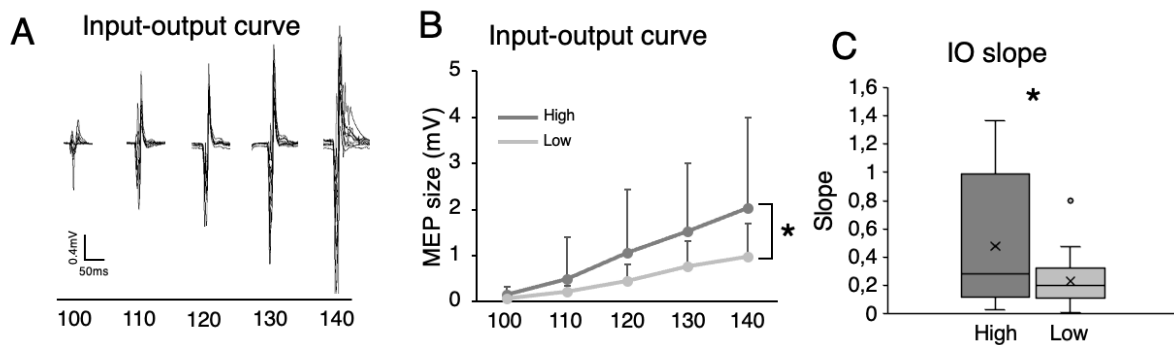 A
Input-output curve
0.4mV
50ms
100 110 120 130 140
B
Input-output curve
MEP size (mV)
5
4
3
2
1
0
High
Low
*
100 110 120 130 140
C
IO slope
*
Slope
1,6
1,4
1,2
1
0,8
0,6
0,4
0,2
0
High Low